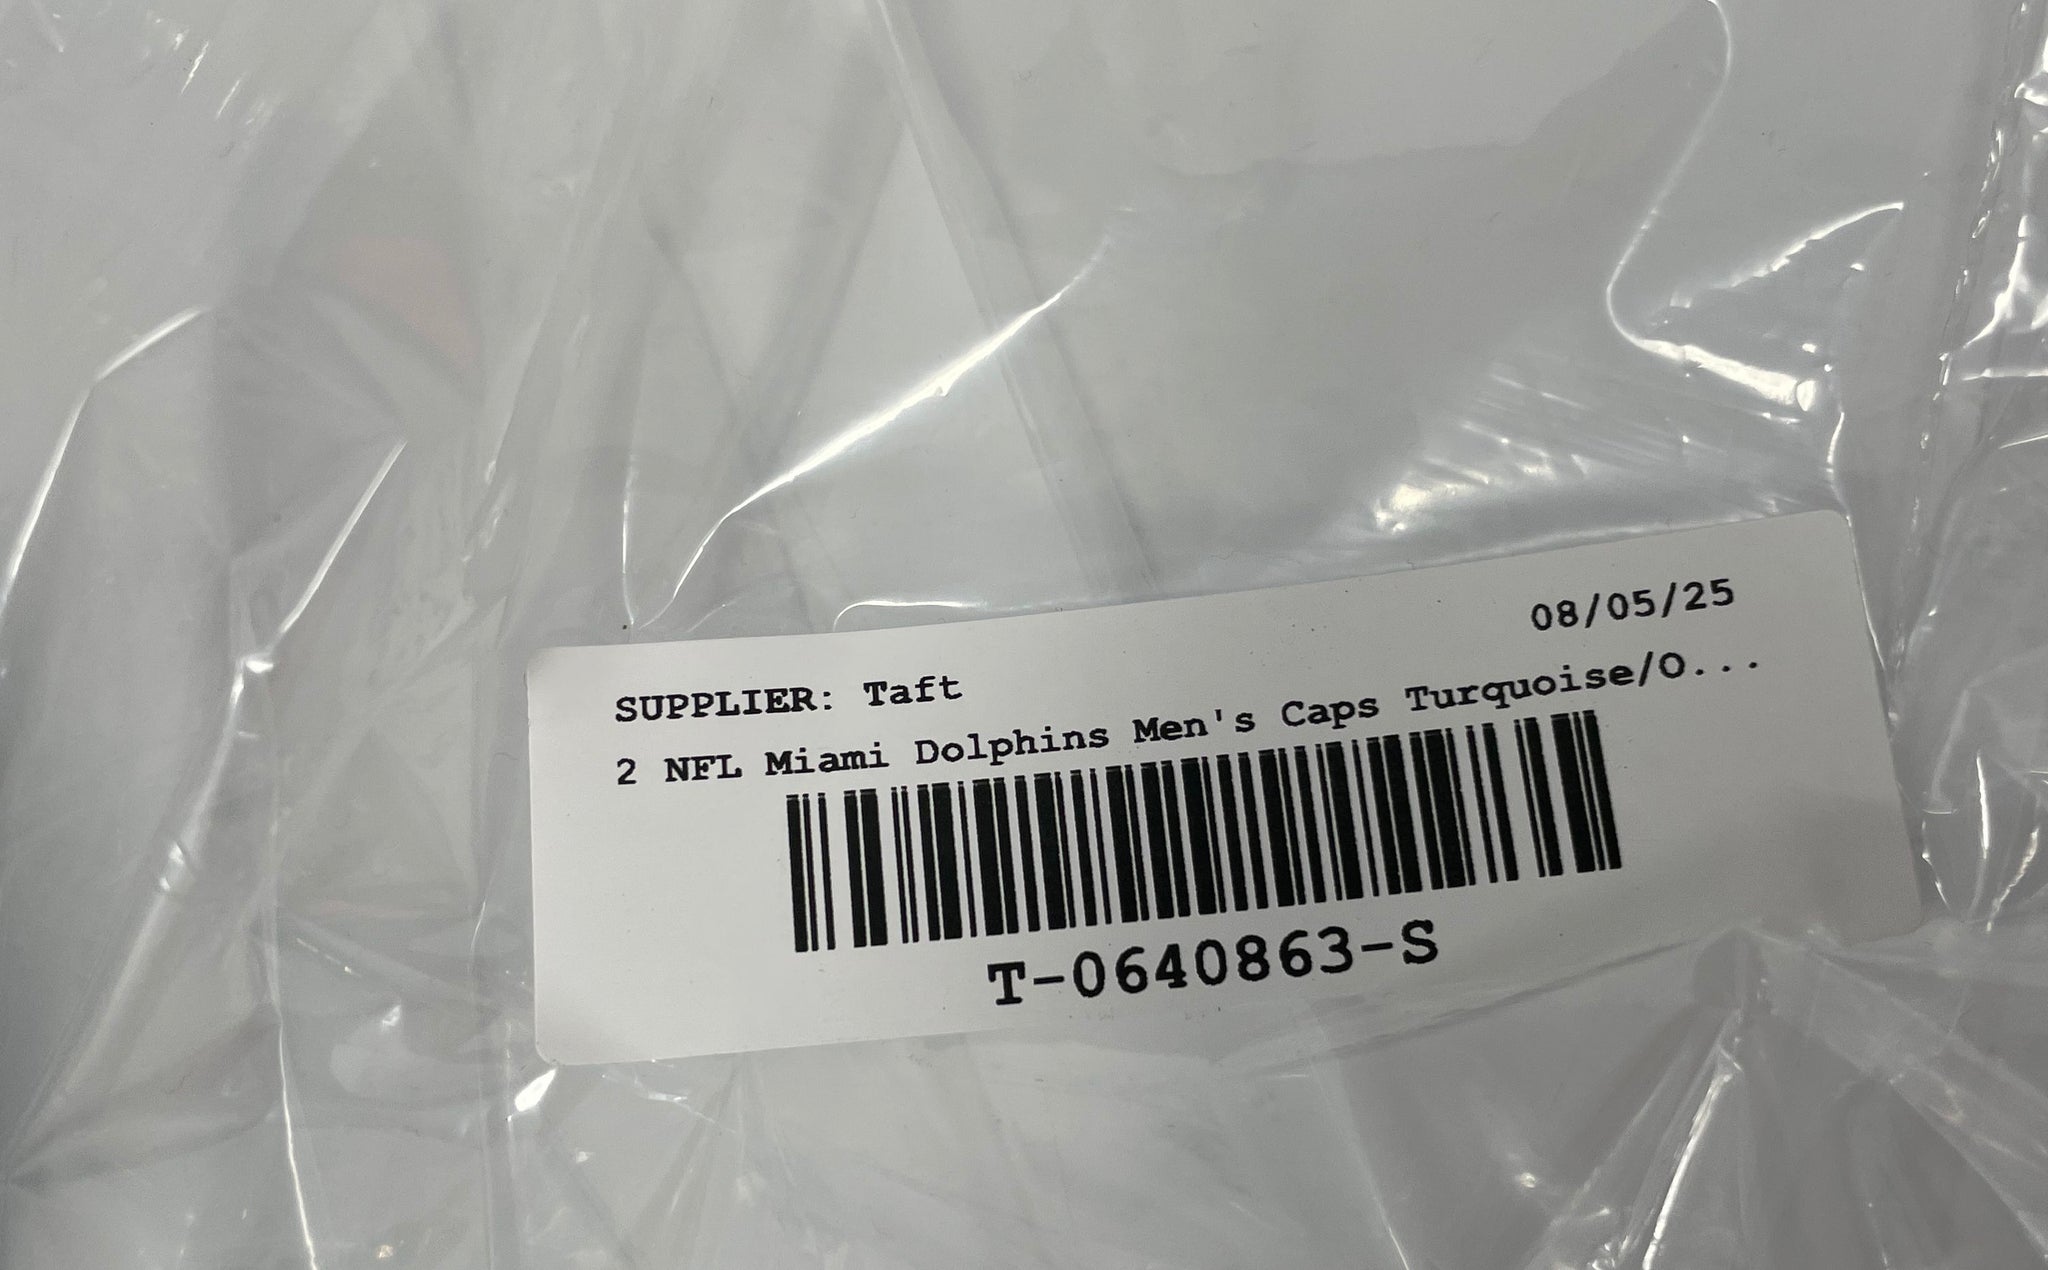 08/05/25
SUPPLIER: Taft
2 NFL Miami Dolphins Men's Caps Turquoise/O...
T-0640863-S